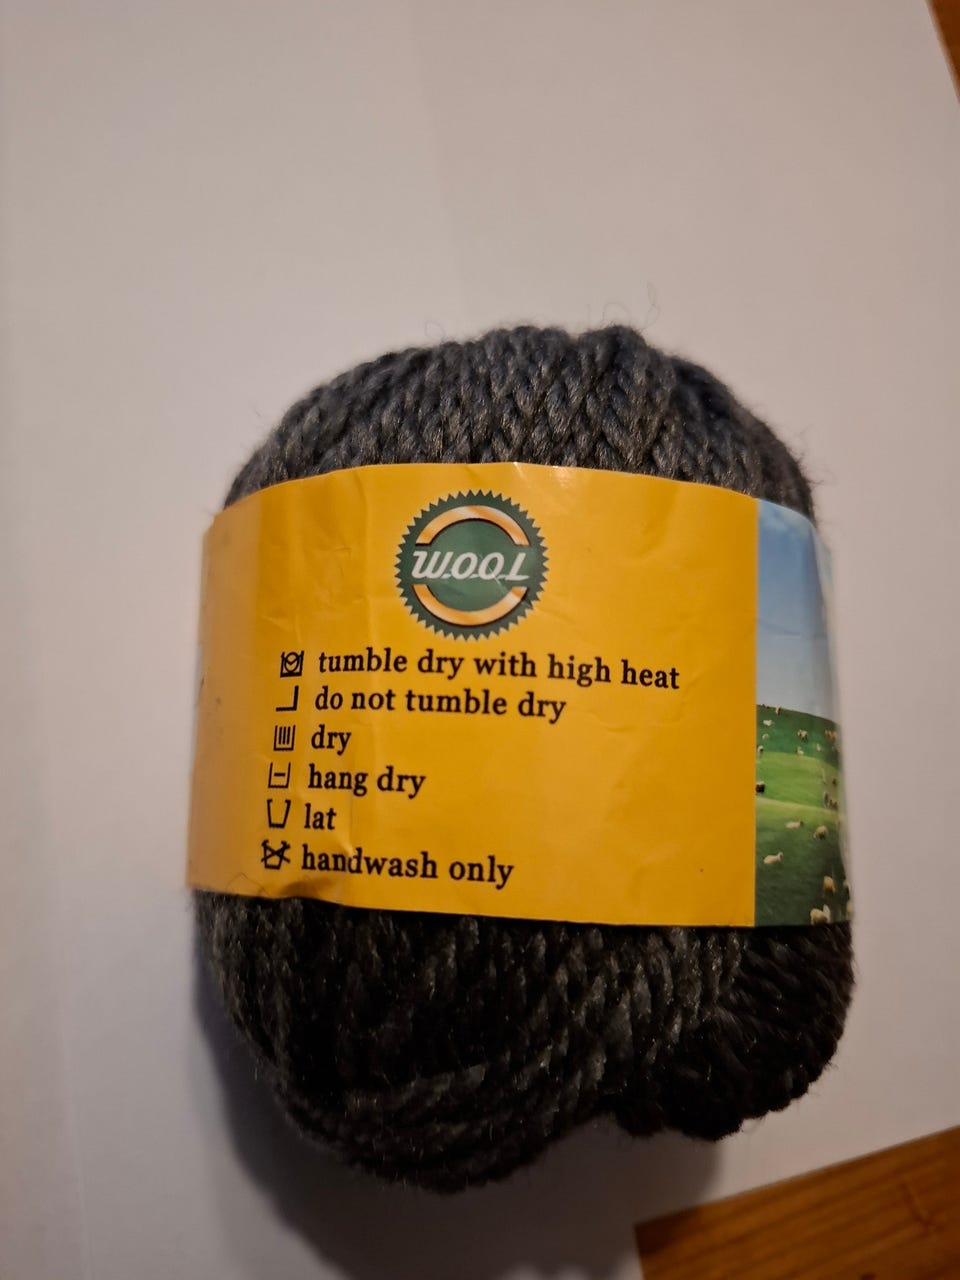 WOOL
tumble dry with high heat
do not tumble dry
dry
hang dry
lat
handwash only